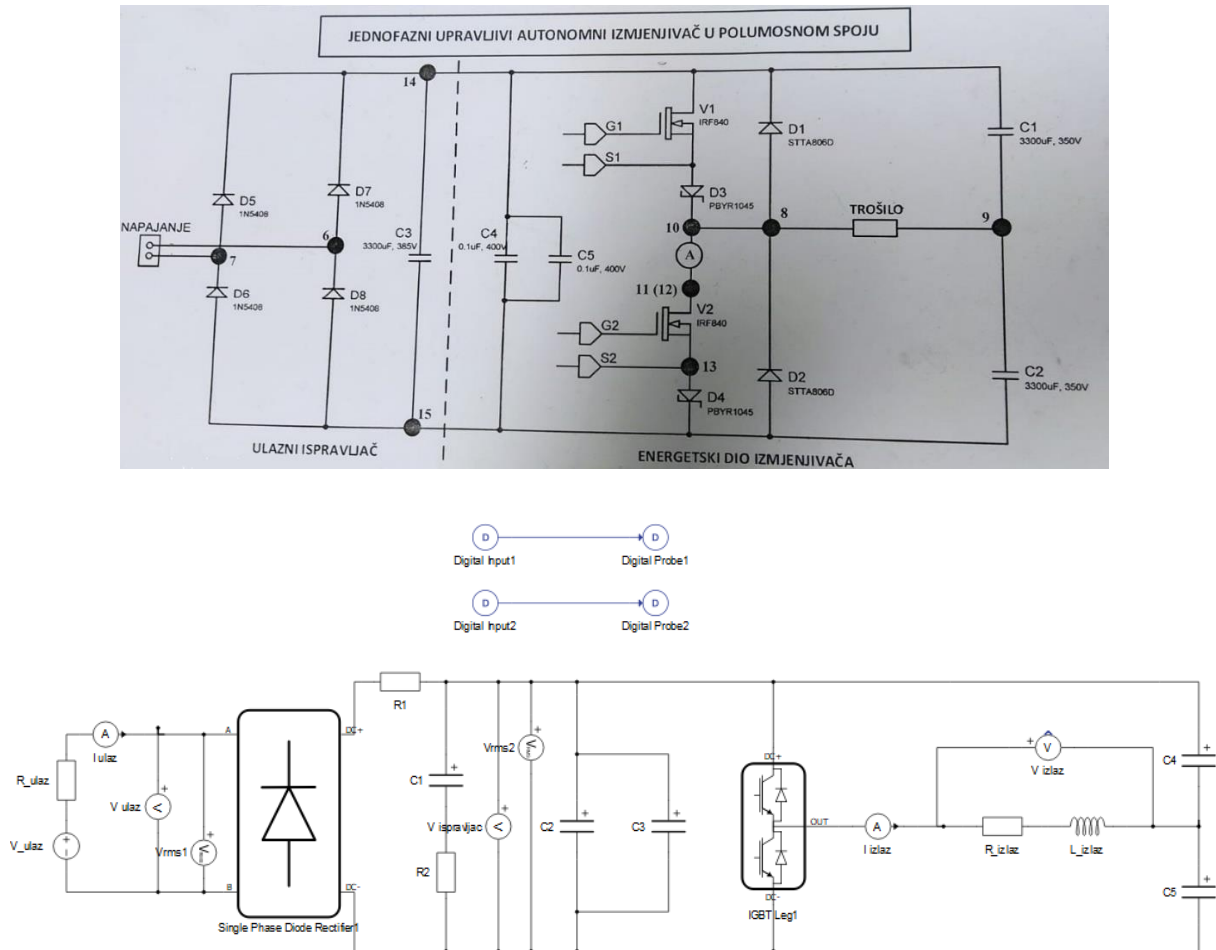 JEDNOFAZNI UPRAVLJIVI AUTONOMNI IZMJENJIVAČ U POLUMOSNOM SPOJU
14
G1
V1
IRF840
S1
D1
STTA806D
C1
3300uF, 350V
D5
1N5408
D7
1N5408
D3
PBYR1045
NAPAJANJE
6
7
C3
3300uF, 385V
C4
0.1uF, 400V
C5
0.1uF, 400V
10
A
8
TROŠILO
9
D6
1N5408
D8
1N5408
11 (12)
V2
IRF840
G2
S2
13
D2
STTA806D
C2
3300uF, 350V
D4
PBYR1045
15
ULAZNI ISPRAVLJAČ
ENERGETSKI DIO IZMJENJIVAČA
D
D
Digital Input1
Digital Probe1
D
D
Digital Input2
Digital Probe2
R1
A
I ulaz
A
DC+
Vrms2
Vrms
DC+
V
V izlaz
C4
R_ulaz
V ulaz
V
C1
V ispravljac
V
C2
C3
OUT
A
I izlaz
R_izlaz
L_izlaz
V_ulaz
Vrms1
Vrms
R2
B
DC-
DC-
C5
Single Phase Diode Rectifier1
IGBT Leg1